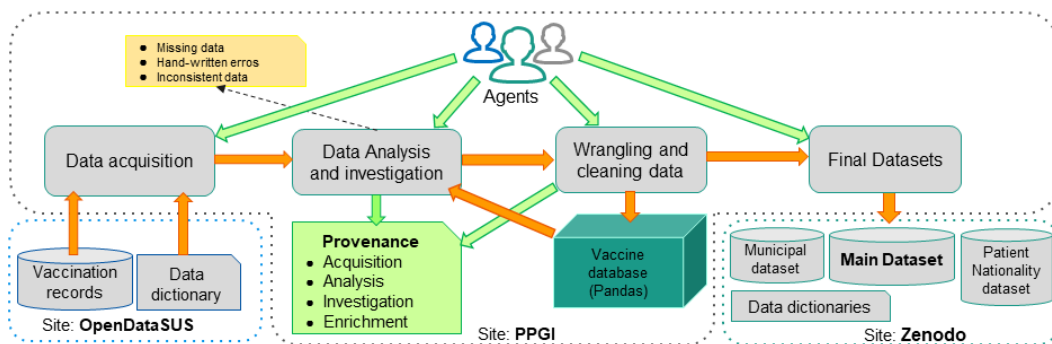 ● Missing data
● Hand-written erros
● Inconsistent data
Agents
Data acquisition
Data Analysis
and investigation
Wrangling and
cleaning data
Final Datasets
Vaccination
records
Data
dictionary
Site: OpenDataSUS
Provenance
● Acquisition
● Analysis
● Investigation
● Enrichment
Vaccine
database
(Pandas)
Site: PPGI
Municipal
dataset
Main Dataset
Patient
Nationality
dataset
Data dictionaries
Site: Zenodo